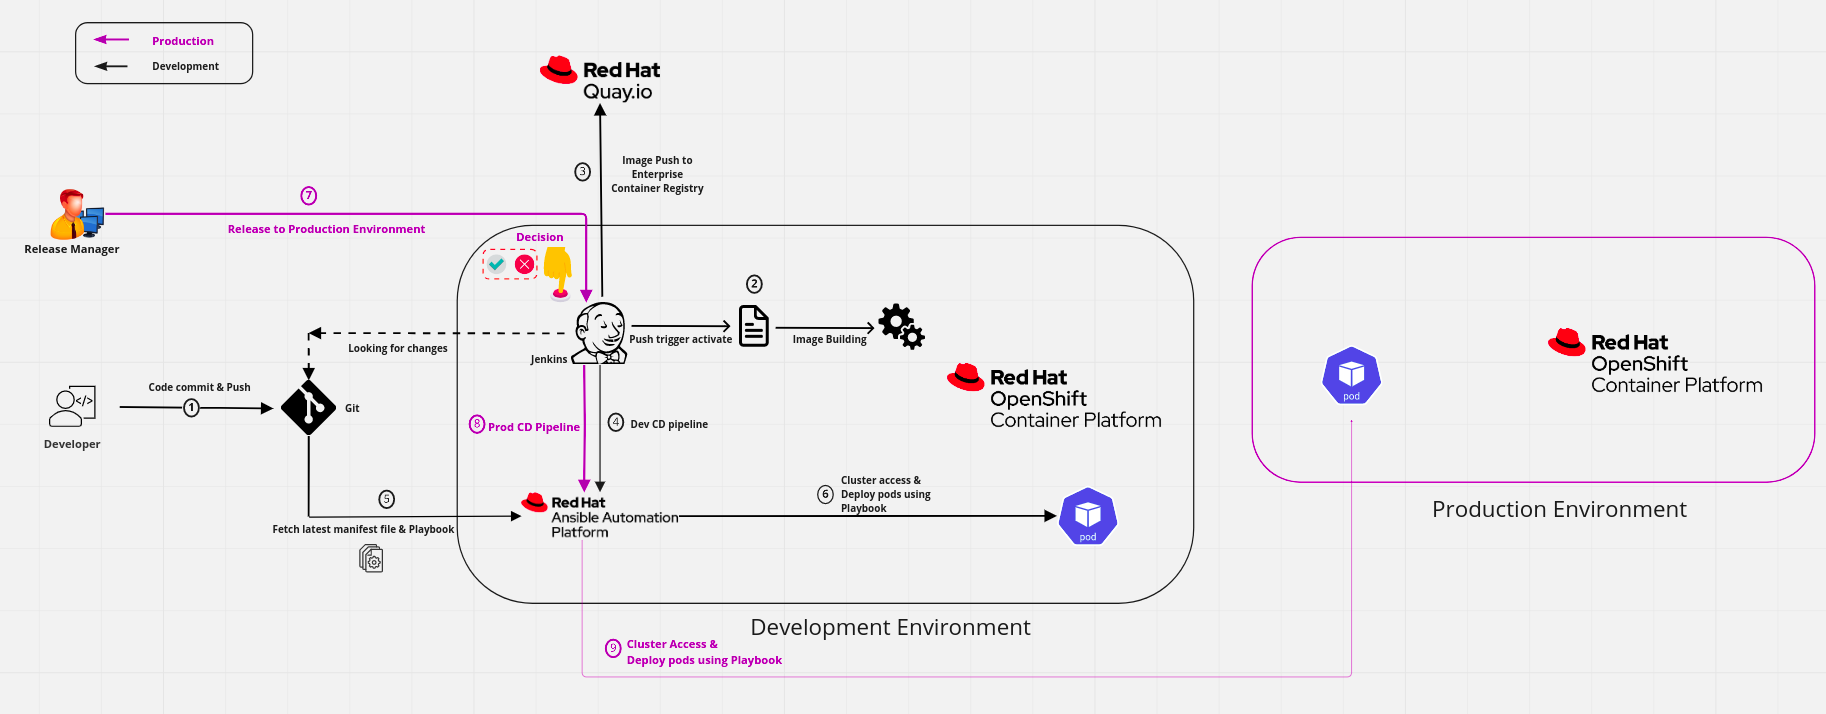 Production
Development
Red Hat
Quay.io
3
Image Push to
Enterprise
Container Registry
7
Release to Production Environment
Release Manager
Decision
2
Push trigger activate
Image Building
Jenkins
Looking for changes
Code commit & Push
1
</>
Developer
Git
8
Prod CD Pipeline
4
Dev CD pipeline
Red Hat
OpenShift
Container Platform
5
Fetch latest manifest file & Playbook
Red Hat
Ansible Automation
Platform
6
Cluster access &
Deploy pods using
Playbook
pod
Development Environment
9
Cluster Access &
Deploy pods using Playbook
pod
Red Hat
OpenShift
Container Platform
Production Environment